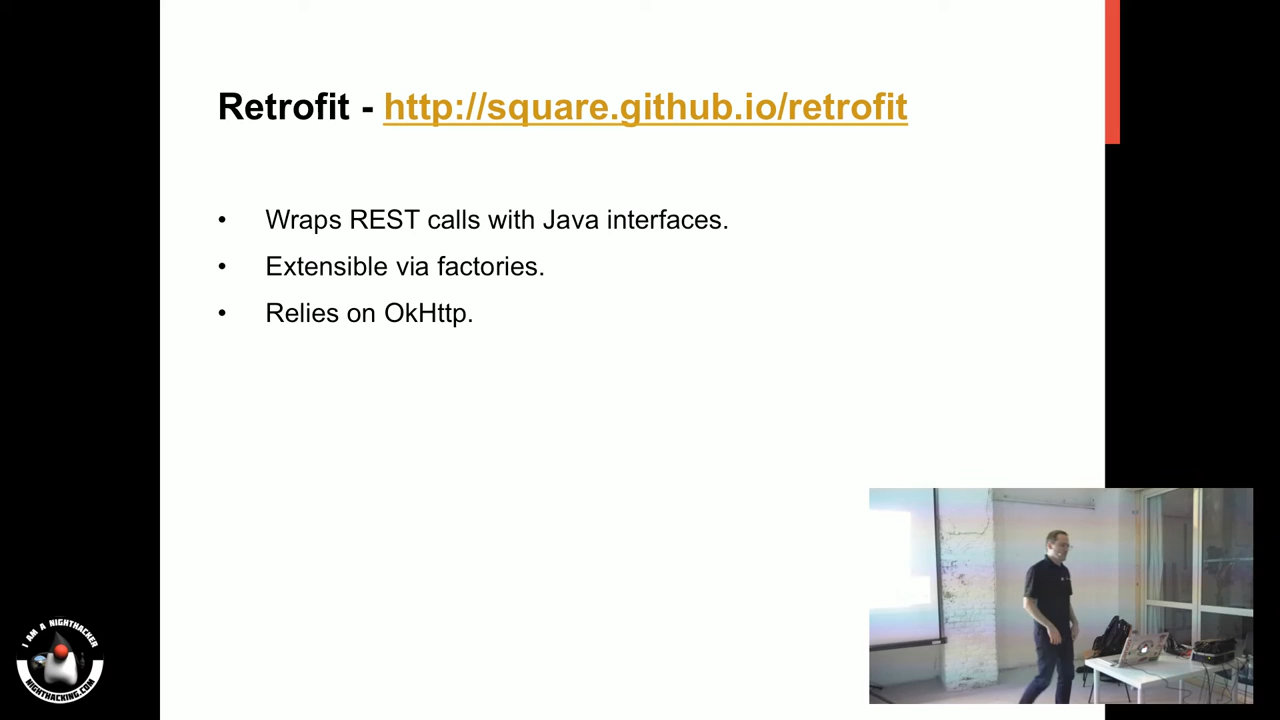 Retrofit - http://square.github.io/retrofit
• Wraps REST calls with Java interfaces.
• Extensible via factories.
• Relies on OkHttp.
I AM A NIGHTHACKER
NIGHTHACKING.COM